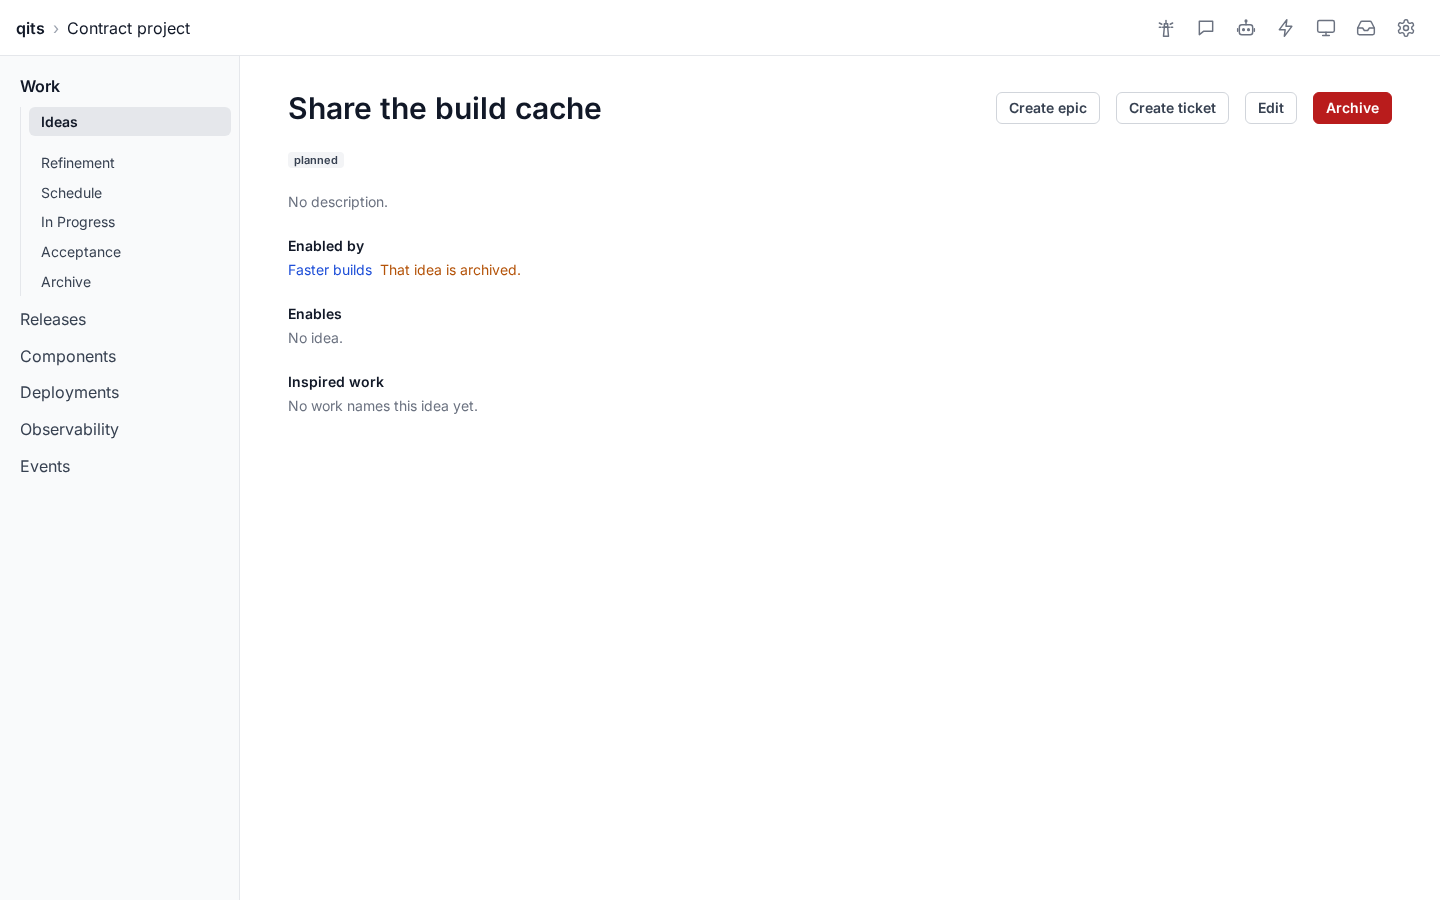 qits › Contract project
Work
Ideas
Refinement
Schedule
In Progress
Acceptance
Archive
Releases
Components
Deployments
Observability
Events
Share the build cache
Create epic
Create ticket
Edit
Archive
planned
No description.
Enabled by
Faster builds That idea is archived.
Enables
No idea.
Inspired work
No work names this idea yet.